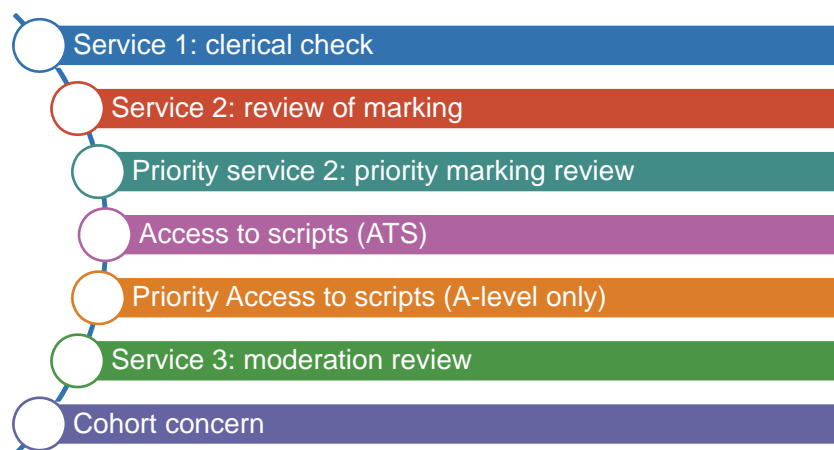 Service 1: clerical check
Service 2: review of marking
Priority service 2: priority marking review
Access to scripts (ATS)
Priority Access to scripts (A-level only)
Service 3: moderation review
Cohort concern